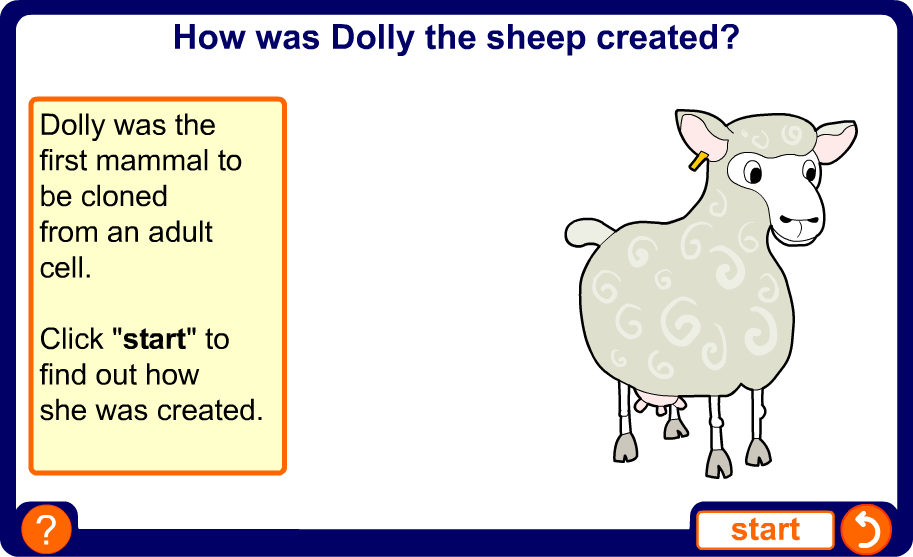 How was Dolly the sheep created?
Dolly was the
first mammal to
be cloned
from an adult
cell.
Click "start" to
find out how
she was created.
?
start